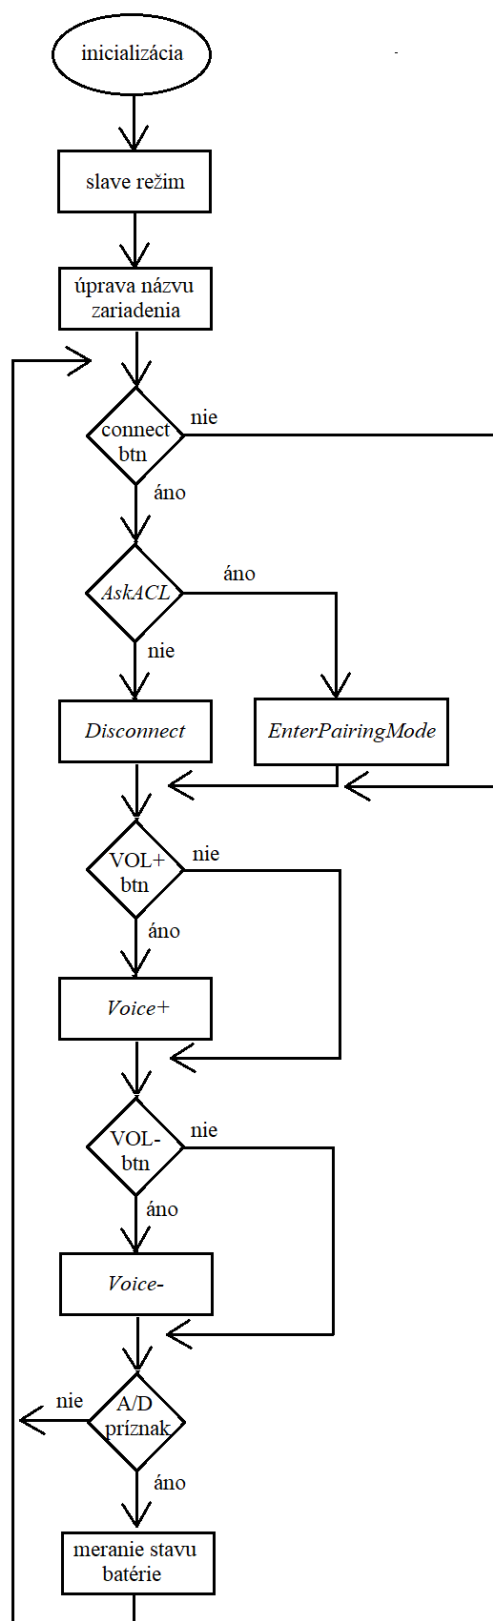 inicializácia
slave režim
úprava názvu
zariadenia
connect
btn
nie
áno
AskACL
áno
nie
Disconnect
EnterPairingMode
VOL+
btn
nie
áno
Voice+
VOL-
btn
nie
áno
Voice-
A/D
príznak
nie
áno
meranie stavu
batérie